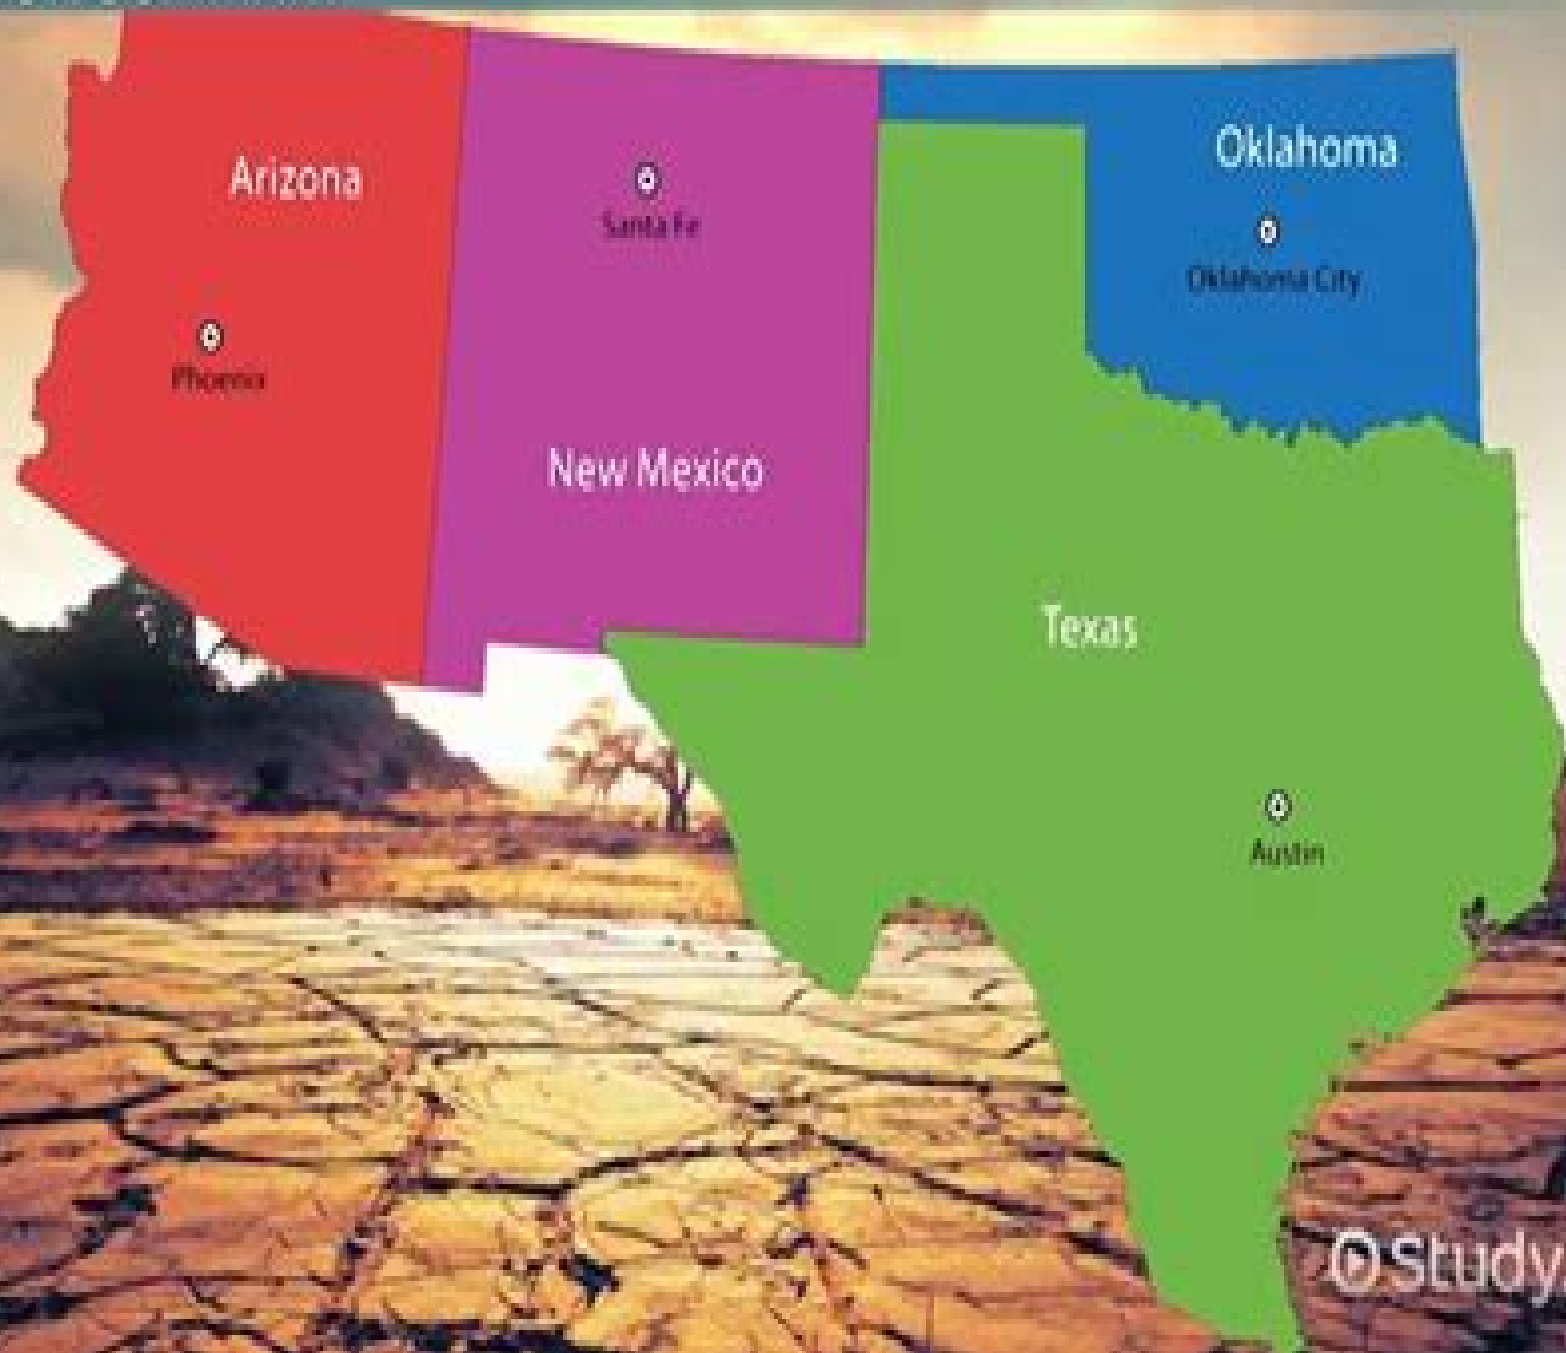 Arizona
Oklahoma
Santa Fe
Oklahoma City
Phoenix
New Mexico
Texas
Austin
Study